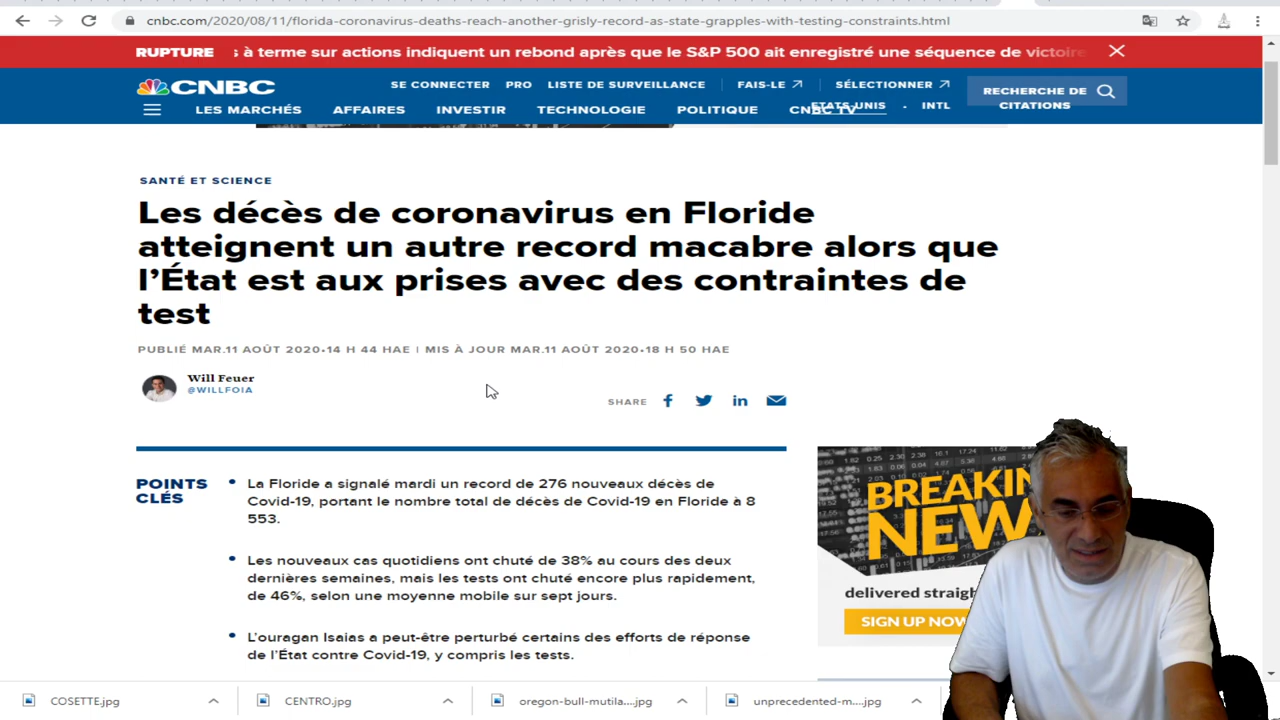 cnbc.com/2020/08/11/florida-coronavirus-deaths-reach-another-grisly-record-as-state-grapples-with-testing-constraints.html
RUPTURE s à terme sur actions indiquent un rebond après que le S&P 500 ait enregistré une séquence de victoire
CNBC
SE CONNECTER PRO LISTE DE SURVEILLANCE FAIS-LE SÉLECTIONNER
ETATS-UNIS · INTL
RECHERCHE DE CITATIONS
LES MARCHÉS AFFAIRES INVESTIR TECHNOLOGIE POLITIQUE CNBC TV
SANTÉ ET SCIENCE
Les décès de coronavirus en Floride
atteignent un autre record macabre alors que
l'État est aux prises avec des contraintes de
test
PUBLIÉ MAR.11 AOÛT 2020•14 H 44 HAE | MIS À JOUR MAR.11 AOÛT 2020•18 H 50 HAE
Will Feuer
@WILLFOIA
SHARE
POINTS
CLÉS
La Floride a signalé mardi un record de 276 nouveaux décès de
Covid-19, portant le nombre total de décès de Covid-19 en Floride à 8
553.
Les nouveaux cas quotidiens ont chuté de 38% au cours des deux
dernières semaines, mais les tests ont chuté encore plus rapidement,
de 46%, selon une moyenne mobile sur sept jours.
L'ouragan Isaias a peut-être perturbé certains des efforts de réponse
de l'État contre Covid-19, y compris les tests.
BREAKIN
NEW
delivered straigh
SIGN UP NOW
COSETTE.jpg
CENTRO.jpg
oregon-bull-mutila....jpg
unprecedented-m....jpg